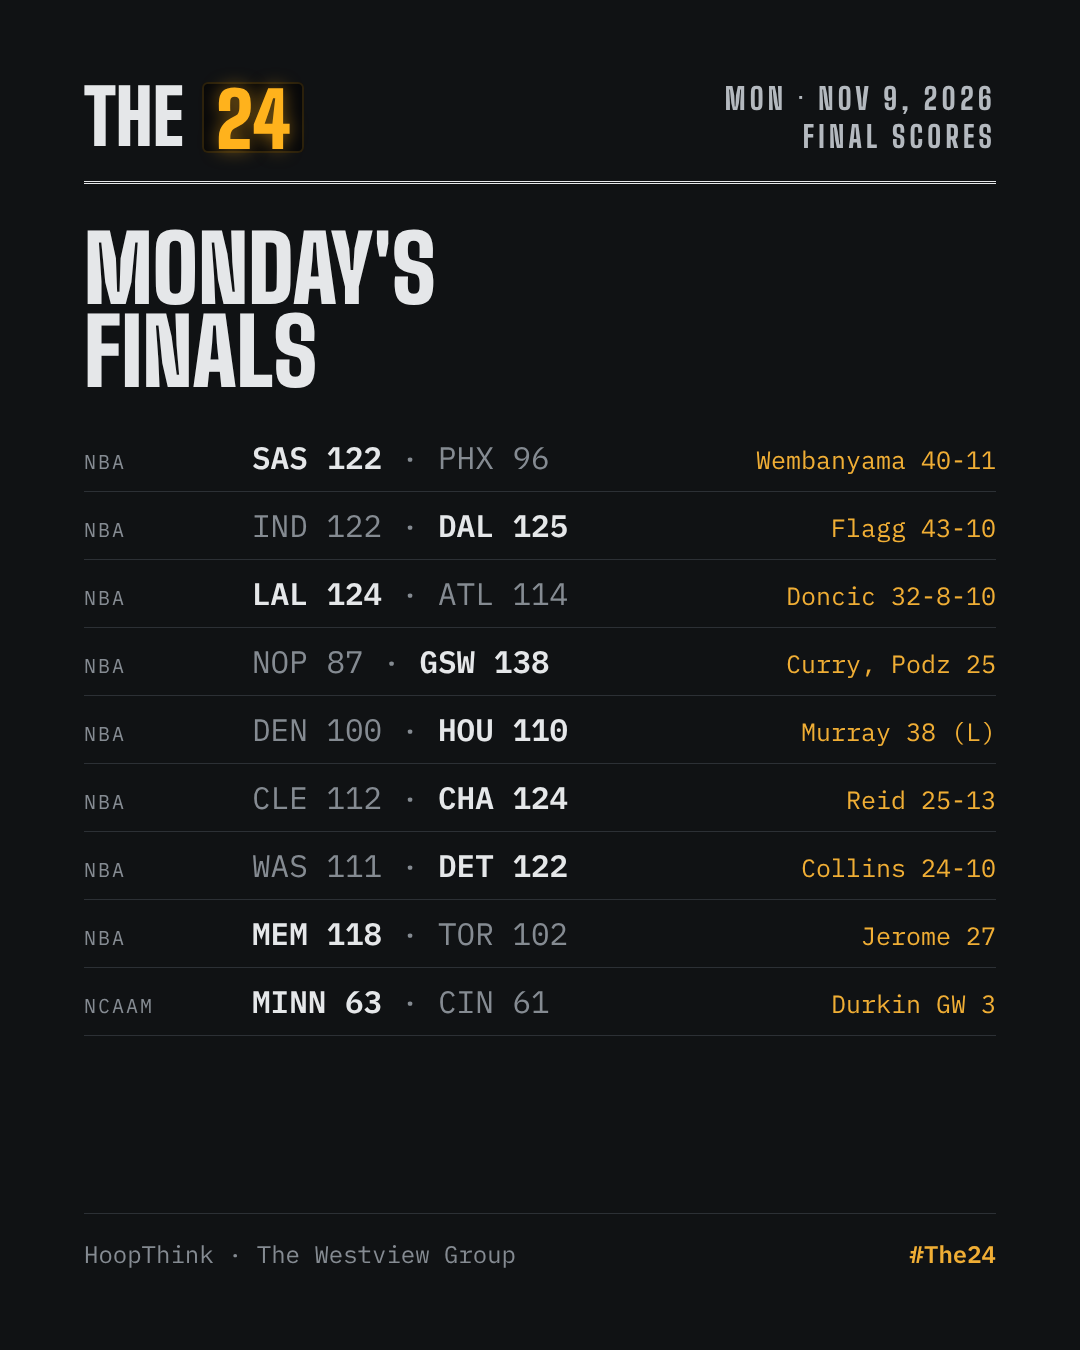 THE 24
MON · NOV 9, 2026
FINAL SCORES
MONDAY'S
FINALS
NBA SAS 122 · PHX 96 Wembanyama 40-11
NBA IND 122 · DAL 125 Flagg 43-10
NBA LAL 124 · ATL 114 Doncic 32-8-10
NBA NOP 87 · GSW 138 Curry, Podz 25
NBA DEN 100 · HOU 110 Murray 38 (L)
NBA CLE 112 · CHA 124 Reid 25-13
NBA WAS 111 · DET 122 Collins 24-10
NBA MEM 118 · TOR 102 Jerome 27
NCAAM MINN 63 · CIN 61 Durkin GW 3
HoopThink · The Westview Group #The24